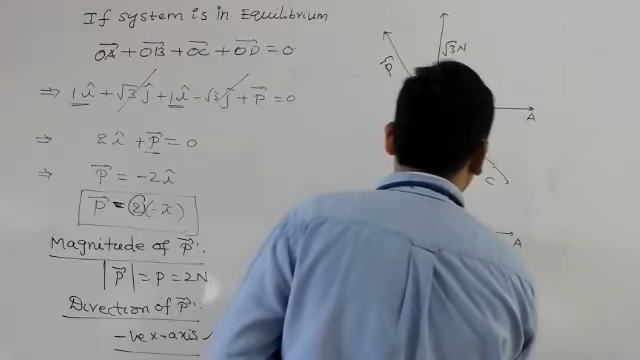 If system is in Equilibrium
→OA + →OB + →OC + →OD = 0
⇒ 1î + √3ĵ + 1î - √3ĵ + →P = 0
⇒ 2î + →P = 0
⇒ →P = -2î
→P = 2(-î)
Magnitude of →P :.
|→P| = P = 2N.
Direction of →P :.
-ve x-axis ✓
√3N
→P
A
C
A